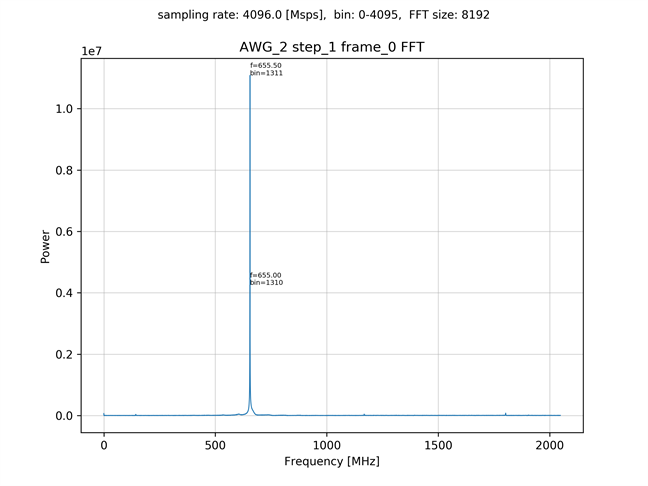 sampling rate: 4096.0 [Msps],  bin: 0-4095,  FFT size: 8192
AWG_2 step_1 frame_0 FFT
1e7
f=655.50
bin=1311
1.0
0.8
0.6
f=655.00
bin=1310
0.4
0.2
0.0
Power
0
500
1000
1500
2000
Frequency [MHz]